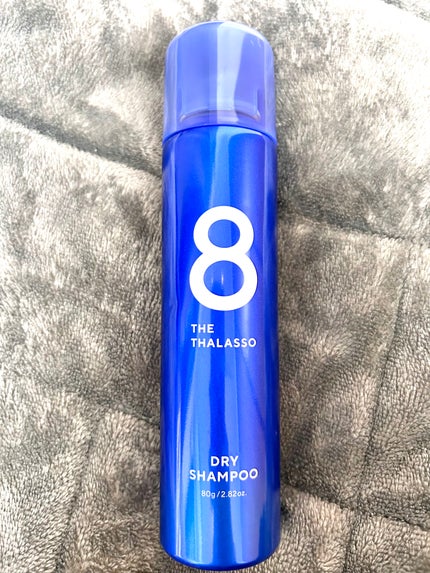 8
THE
THALASSO
DRY
SHAMPOO
80g/2.82oz.